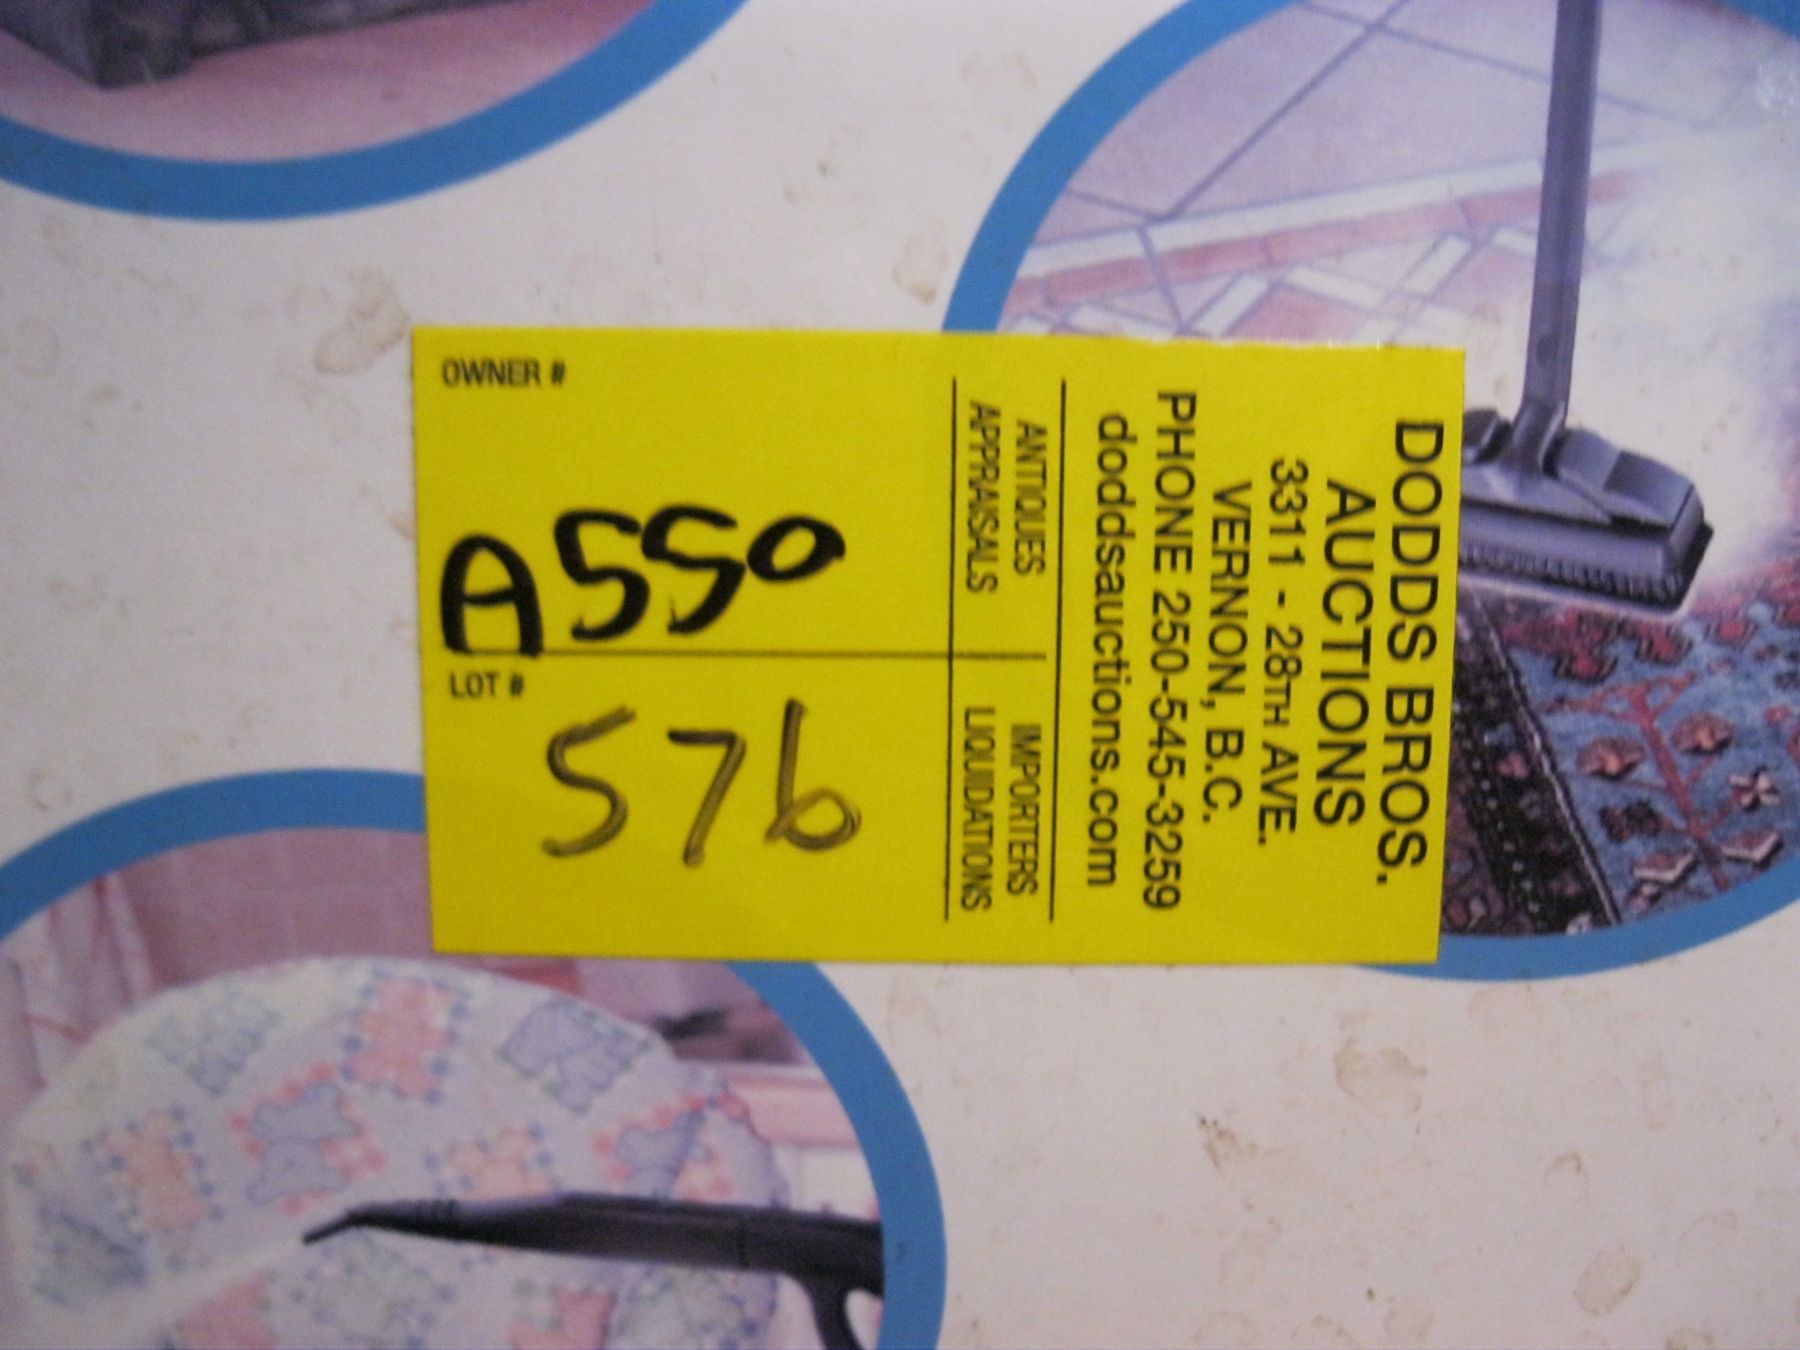 DODDS BROS.
AUCTIONS
3311 - 28TH AVE.
VERNON, B.C.
PHONE 250-545-3259
doddsauctions.com
ANTIQUES IMPORTERS
APPRAISALS LIQUIDATIONS
OWNER #
A550
LOT #
576